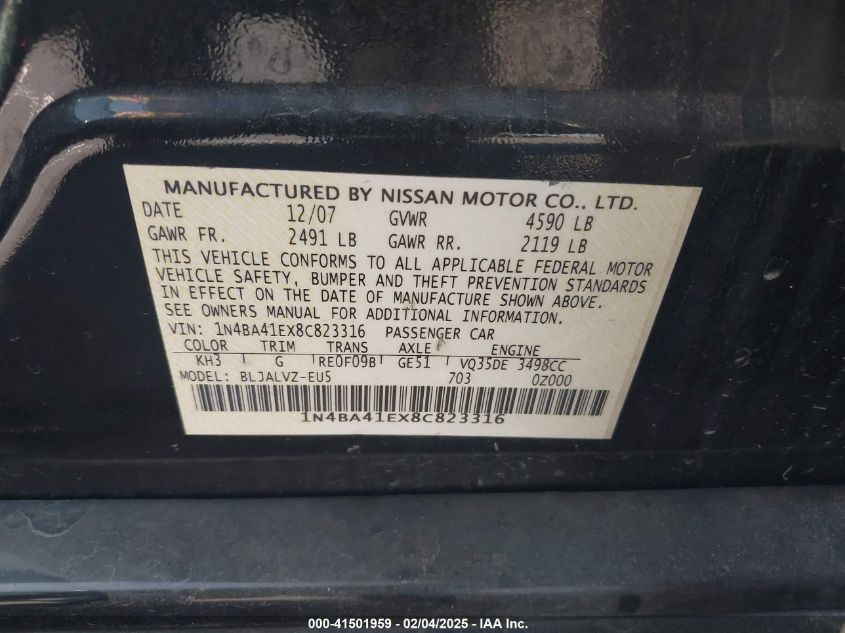 MANUFACTURED BY NISSAN MOTOR CO., LTD.
DATE 12/07 GVWR 4590 LB
GAWR FR. 2491 LB GAWR RR. 2119 LB
THIS VEHICLE CONFORMS TO ALL APPLICABLE FEDERAL MOTOR
VEHICLE SAFETY, BUMPER AND THEFT PREVENTION STANDARDS
IN EFFECT ON THE DATE OF MANUFACTURE SHOWN ABOVE.
SEE OWNERS MANUAL FOR ADDITIONAL INFORMATION.
VIN: 1N4BA41EX8C823316 PASSENGER CAR
COLOR TRIM TRANS AXLE ENGINE
KH3 G RE0F09B GE51 VQ35DE 3498CC
MODEL: BLJALVZ-EU5 703 0Z000
1N4BA41EX8C823316
000-41501959 - 02/04/2025 - IAA Inc.